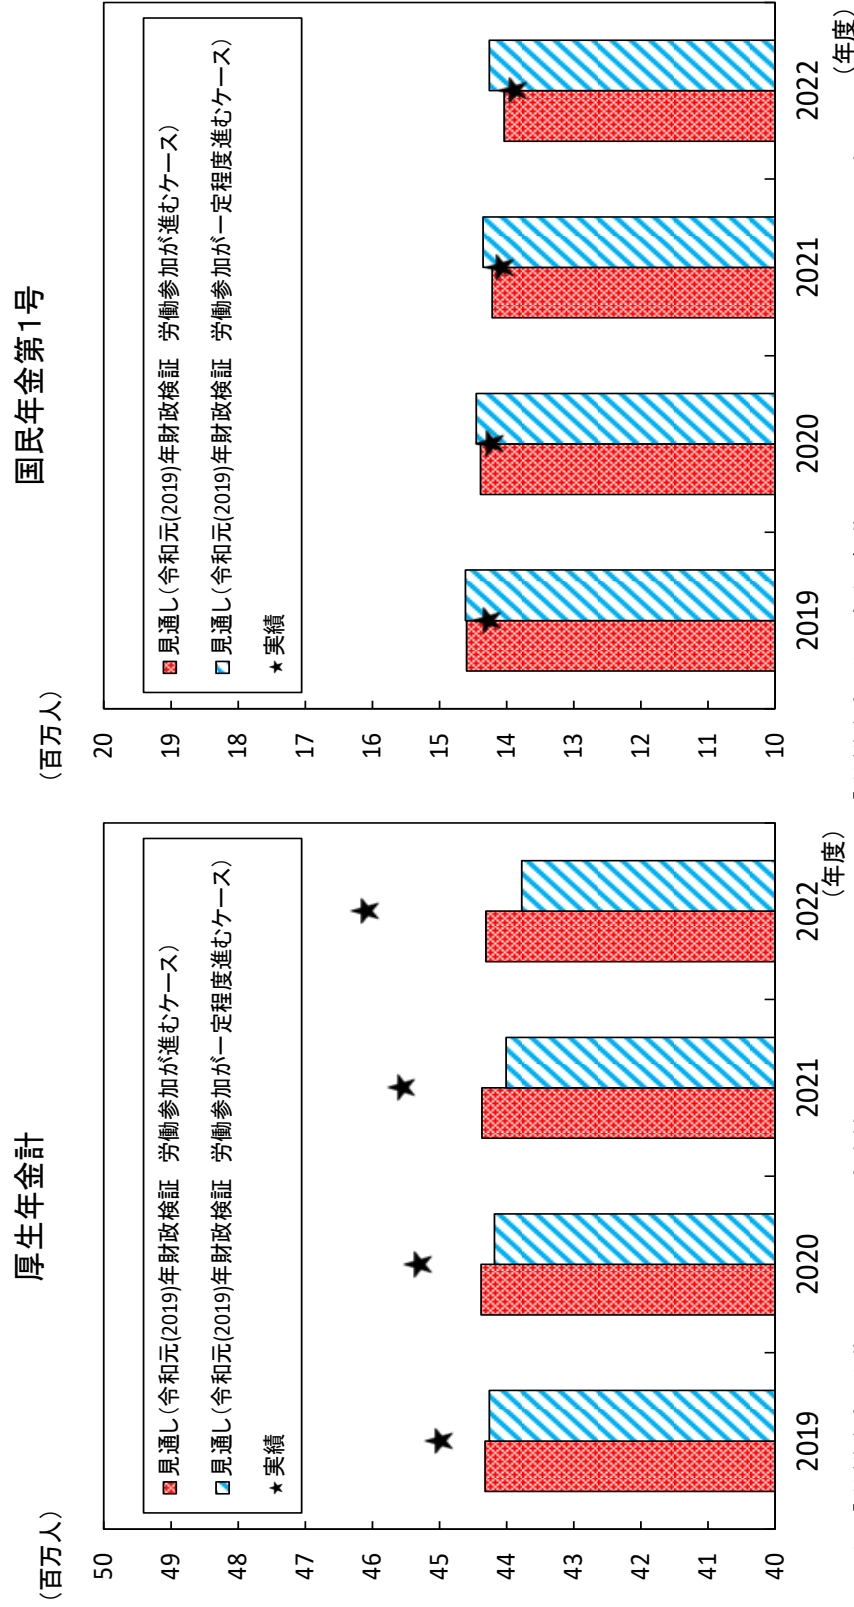 厚生年金計
(百万人)
見通し(令和元(2019)年財政検証 労働参加が進むケース)
見通し(令和元(2019)年財政検証 労働参加が一定程度進むケース)
★実績
50
49
48
47
46
45
44
43
42
41
40
2019
2020
2021
2022
(年度)
国民年金第1号
(百万人)
見通し(令和元(2019)年財政検証 労働参加が進むケース)
見通し(令和元(2019)年財政検証 労働参加が一定程度進むケース)
★実績
20
19
18
17
16
15
14
13
12
11
10
2019
2020
2021
2022
(年度)